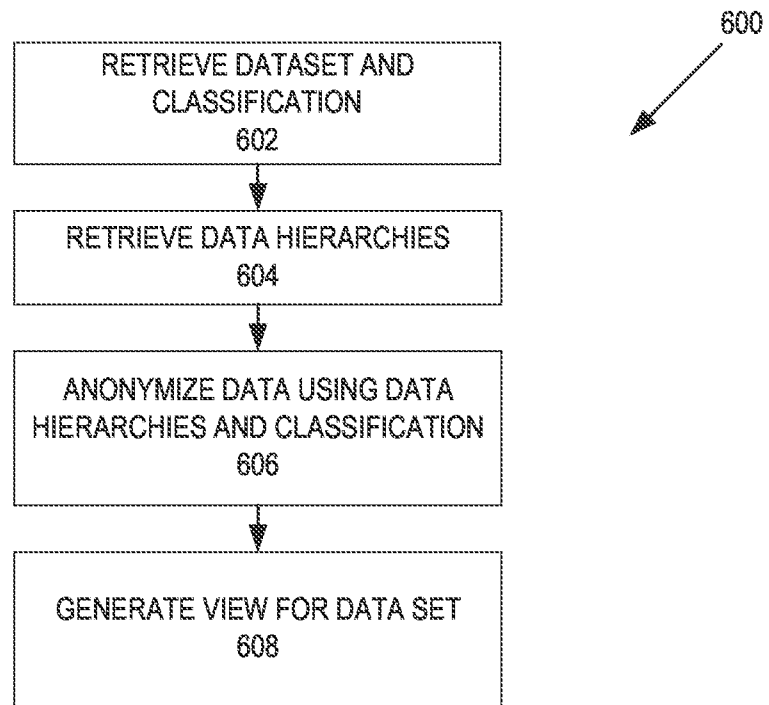 600
RETRIEVE DATASET AND
CLASSIFICATION
602
RETRIEVE DATA HIERARCHIES
604
ANONYMIZE DATA USING DATA
HIERARCHIES AND CLASSIFICATION
606
GENERATE VIEW FOR DATA SET
608